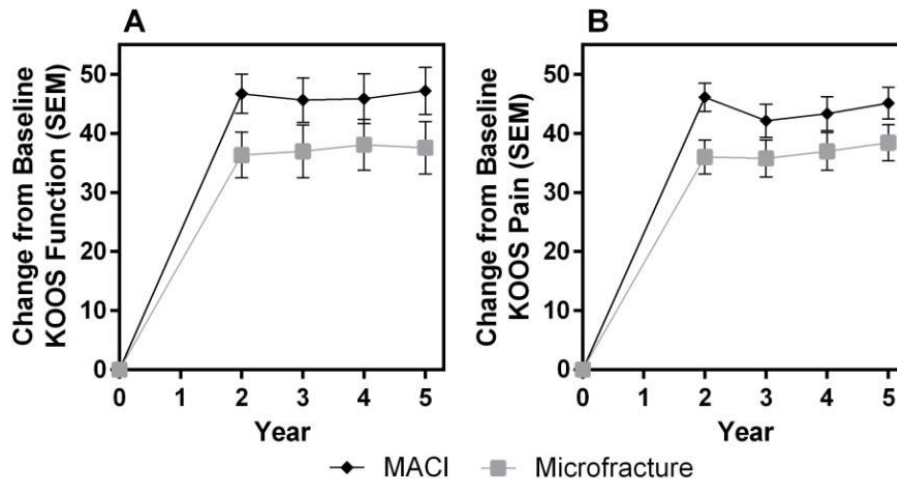 A
Change from Baseline
KOOS Function (SEM)
50
40
30
20
10
0
0 1 2 3 4 5
Year
B
Change from Baseline
KOOS Pain (SEM)
50
40
30
20
10
0
0 1 2 3 4 5
Year
MACI Microfracture